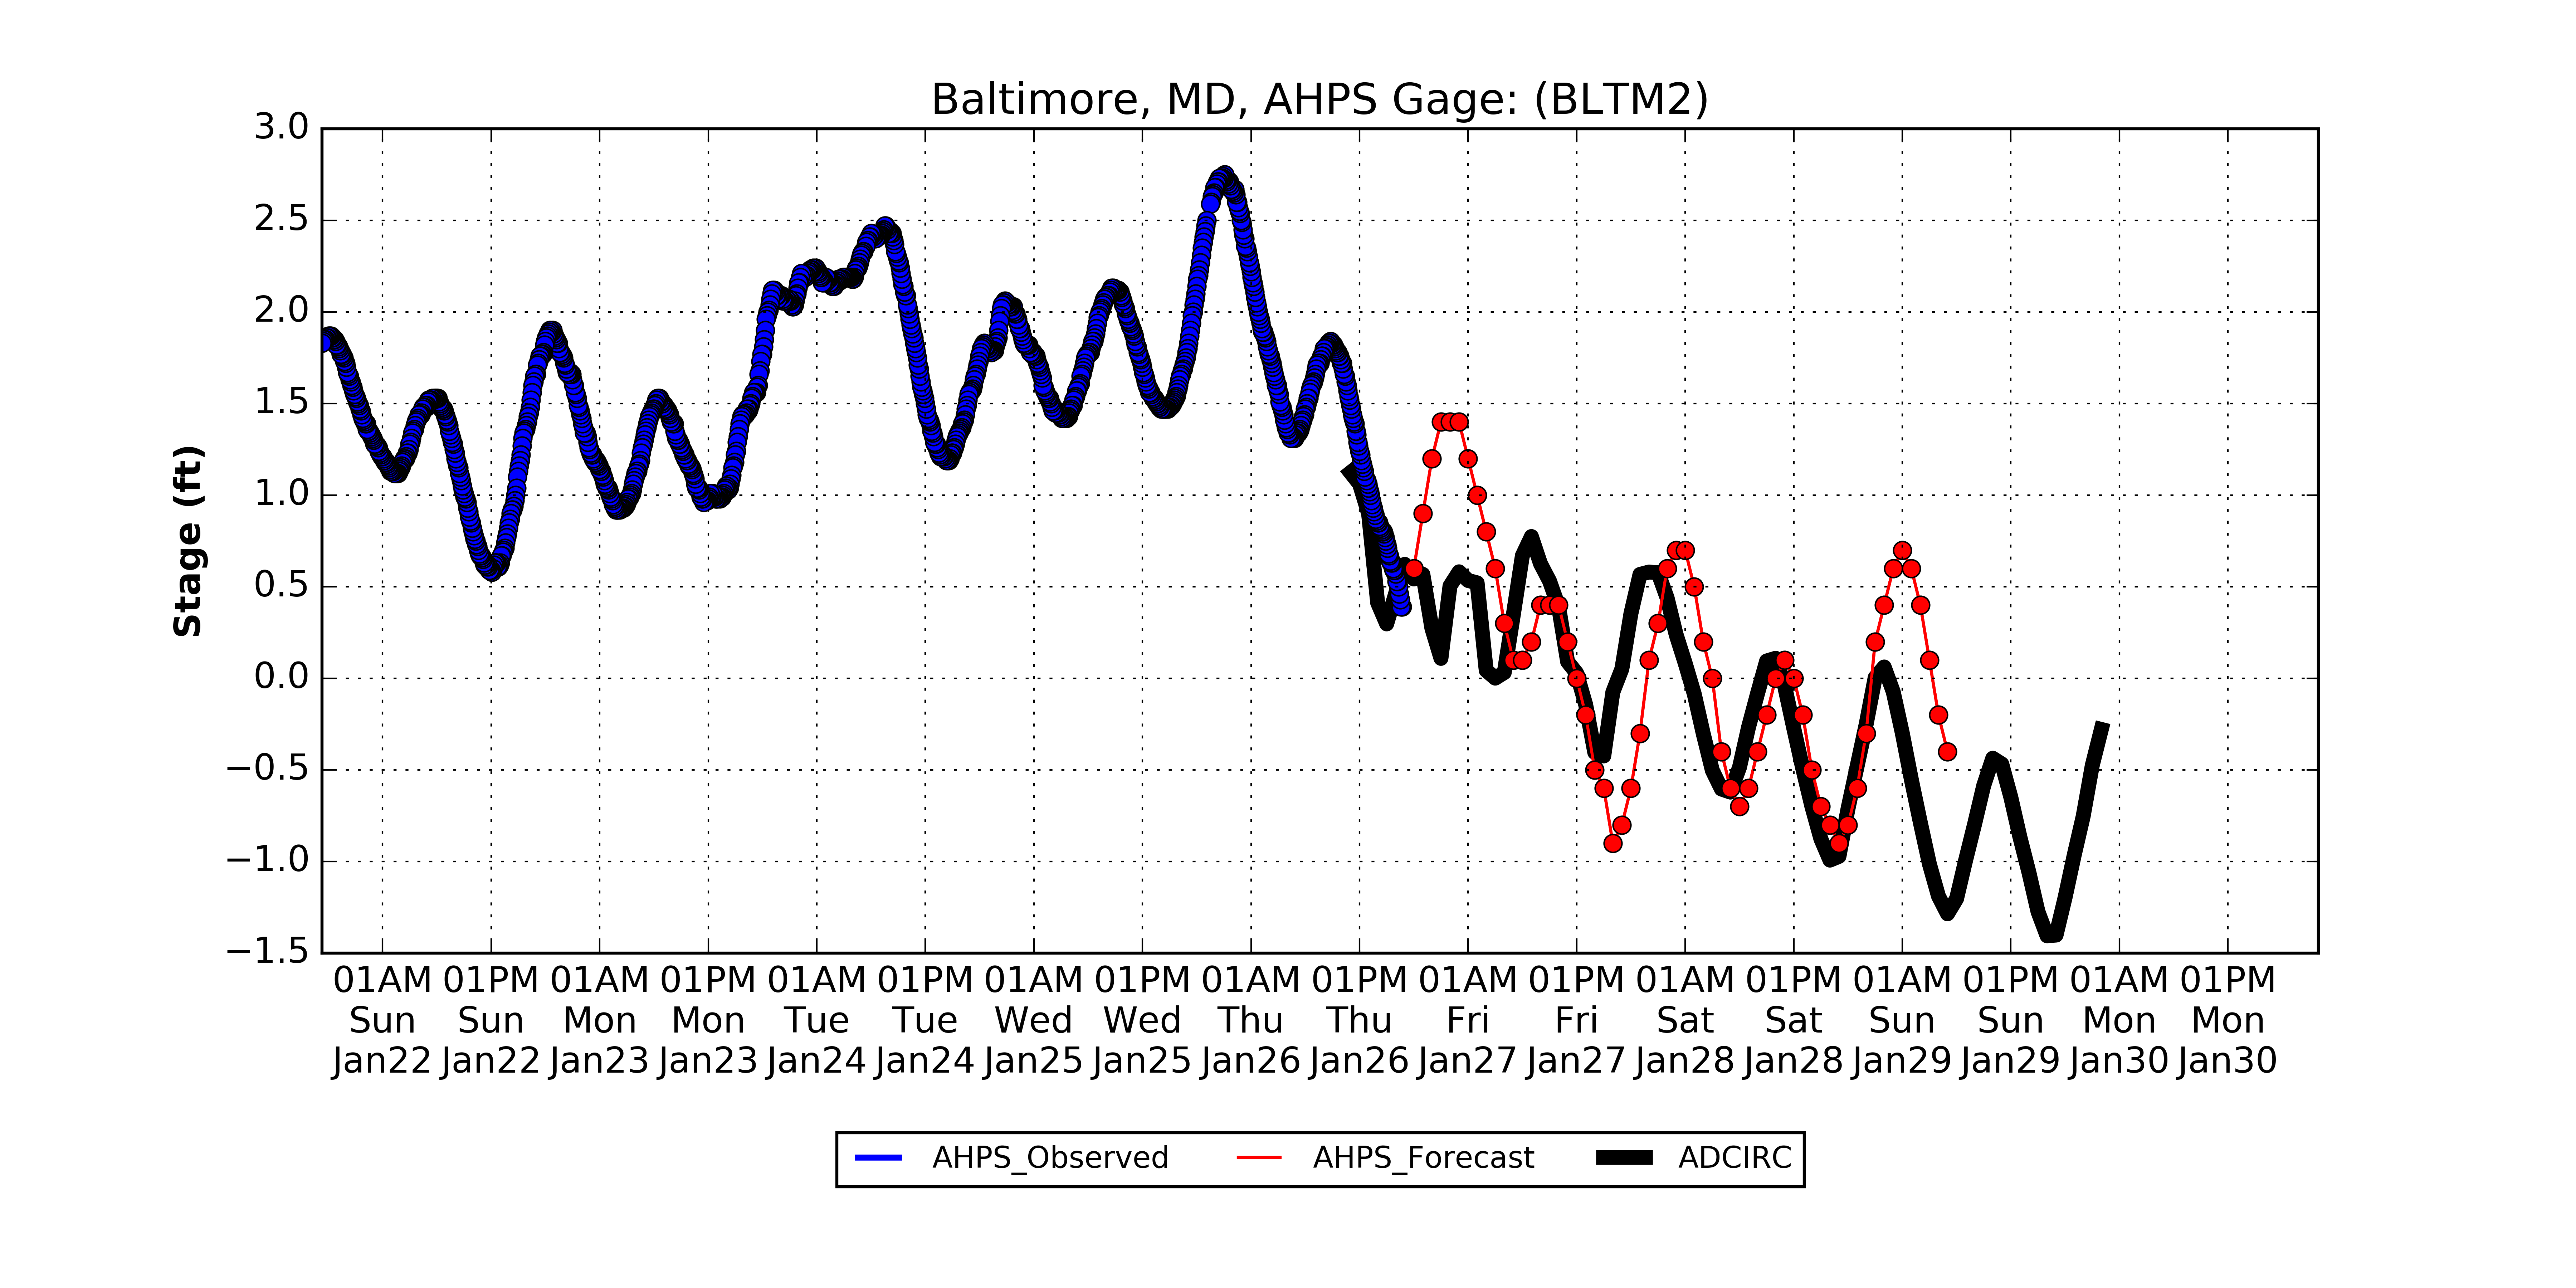 Baltimore, MD, AHPS Gage: (BLTM2)
3.0
2.5
2.0
1.5
1.0
0.5
0.0
−0.5
−1.0
−1.5
Stage (ft)
01AM 01PM 01AM 01PM 01AM 01PM 01AM 01PM 01AM 01PM 01AM 01PM 01AM 01PM 01AM 01PM 01AM 01PM
Sun Sun Mon Mon Tue Tue Wed Wed Thu Thu Fri Fri Sat Sat Sun Sun Mon Mon
Jan22 Jan22 Jan23 Jan23 Jan24 Jan24 Jan25 Jan25 Jan26 Jan26 Jan27 Jan27 Jan28 Jan28 Jan29 Jan29 Jan30 Jan30
AHPS_Observed AHPS_Forecast ADCIRC